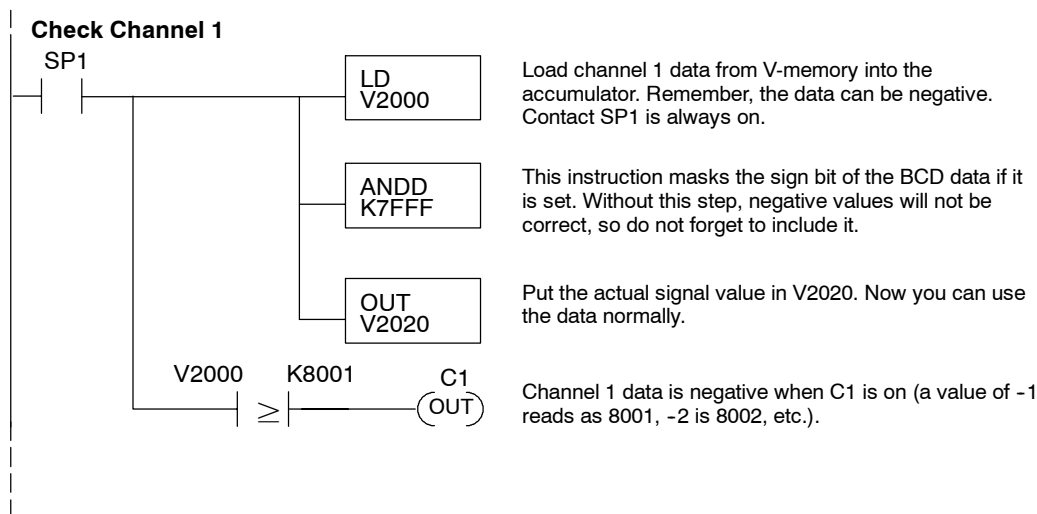 Check Channel 1
SP1
LD
V2000
Load channel 1 data from V-memory into the
accumulator. Remember, the data can be negative.
Contact SP1 is always on.
ANDD
K7FFF
This instruction masks the sign bit of the BCD data if it
is set. Without this step, negative values will not be
correct, so do not forget to include it.
OUT
V2020
Put the actual signal value in V2020. Now you can use
the data normally.
V2000 K8001 C1
≥ OUT
Channel 1 data is negative when C1 is on (a value of -1
reads as 8001, -2 is 8002, etc.).